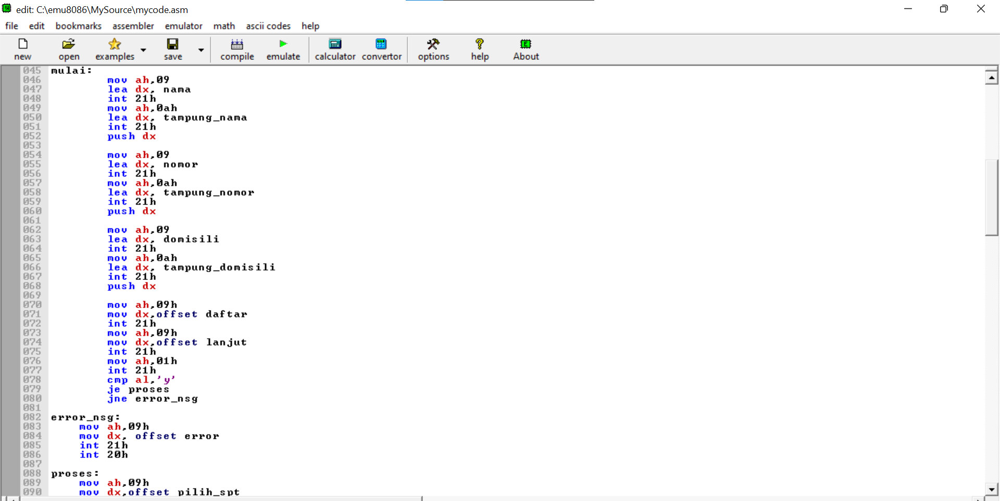 edit: C:\emu8086\MySource\mycode.asm
file edit bookmarks assembler emulator math ascii codes help
new open examples save compile emulate calculator convertor options help About
045 mulai:
046 mov ah,09
047 lea dx, nama
048 int 21h
049 mov ah,0ah
050 lea dx, tampung_nama
051 int 21h
052 push dx
053
054 mov ah,09
055 lea dx, nomor
056 int 21h
057 mov ah,0ah
058 lea dx, tampung_nomor
059 int 21h
060 push dx
061
062 mov ah,09
063 lea dx, domisili
064 int 21h
065 mov ah,0ah
066 lea dx, tampung_domisili
067 int 21h
068 push dx
069
070 mov ah,09h
071 mov dx,offset daftar
072 int 21h
073 mov ah,09h
074 mov dx,offset lanjut
075 int 21h
076 mov ah,01h
077 int 21h
078 cmp al,'y'
079 je proses
080 jne error_nsg
081
082 error_nsg:
083 mov ah,09h
084 mov dx, offset error
085 int 21h
086 int 20h
087
088 proses:
089 mov ah,09h
090 mov dx,offset pilih_spt